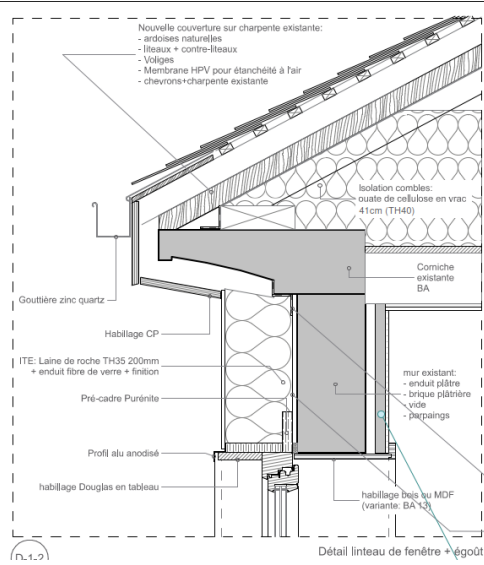 Nouvelle couverture sur charpente existante:
- ardoises naturelles
- liteaux + contre-liteaux
- Voliges
- Membrane HPV pour étanchéité à l'air
- chevrons+charpente existante
Isolation combles:
ouate de cellulose en vrac
41cm (TH40)
Corniche
existante
BA
Gouttière zinc quartz
Habillage CP
ITE: Laine de roche TH35 200mm
+ enduit fibre de verre + finition
Pré-cadre Purénite
mur existant:
- enduit plâtre
- brique plâtrière
- vide
- parpaings
Profil alu anodisé
habillage Douglas en tableau
habillage bois ou MDF
(variante: BA 13)
D-1-2
Détail linteau de fenêtre + égoût